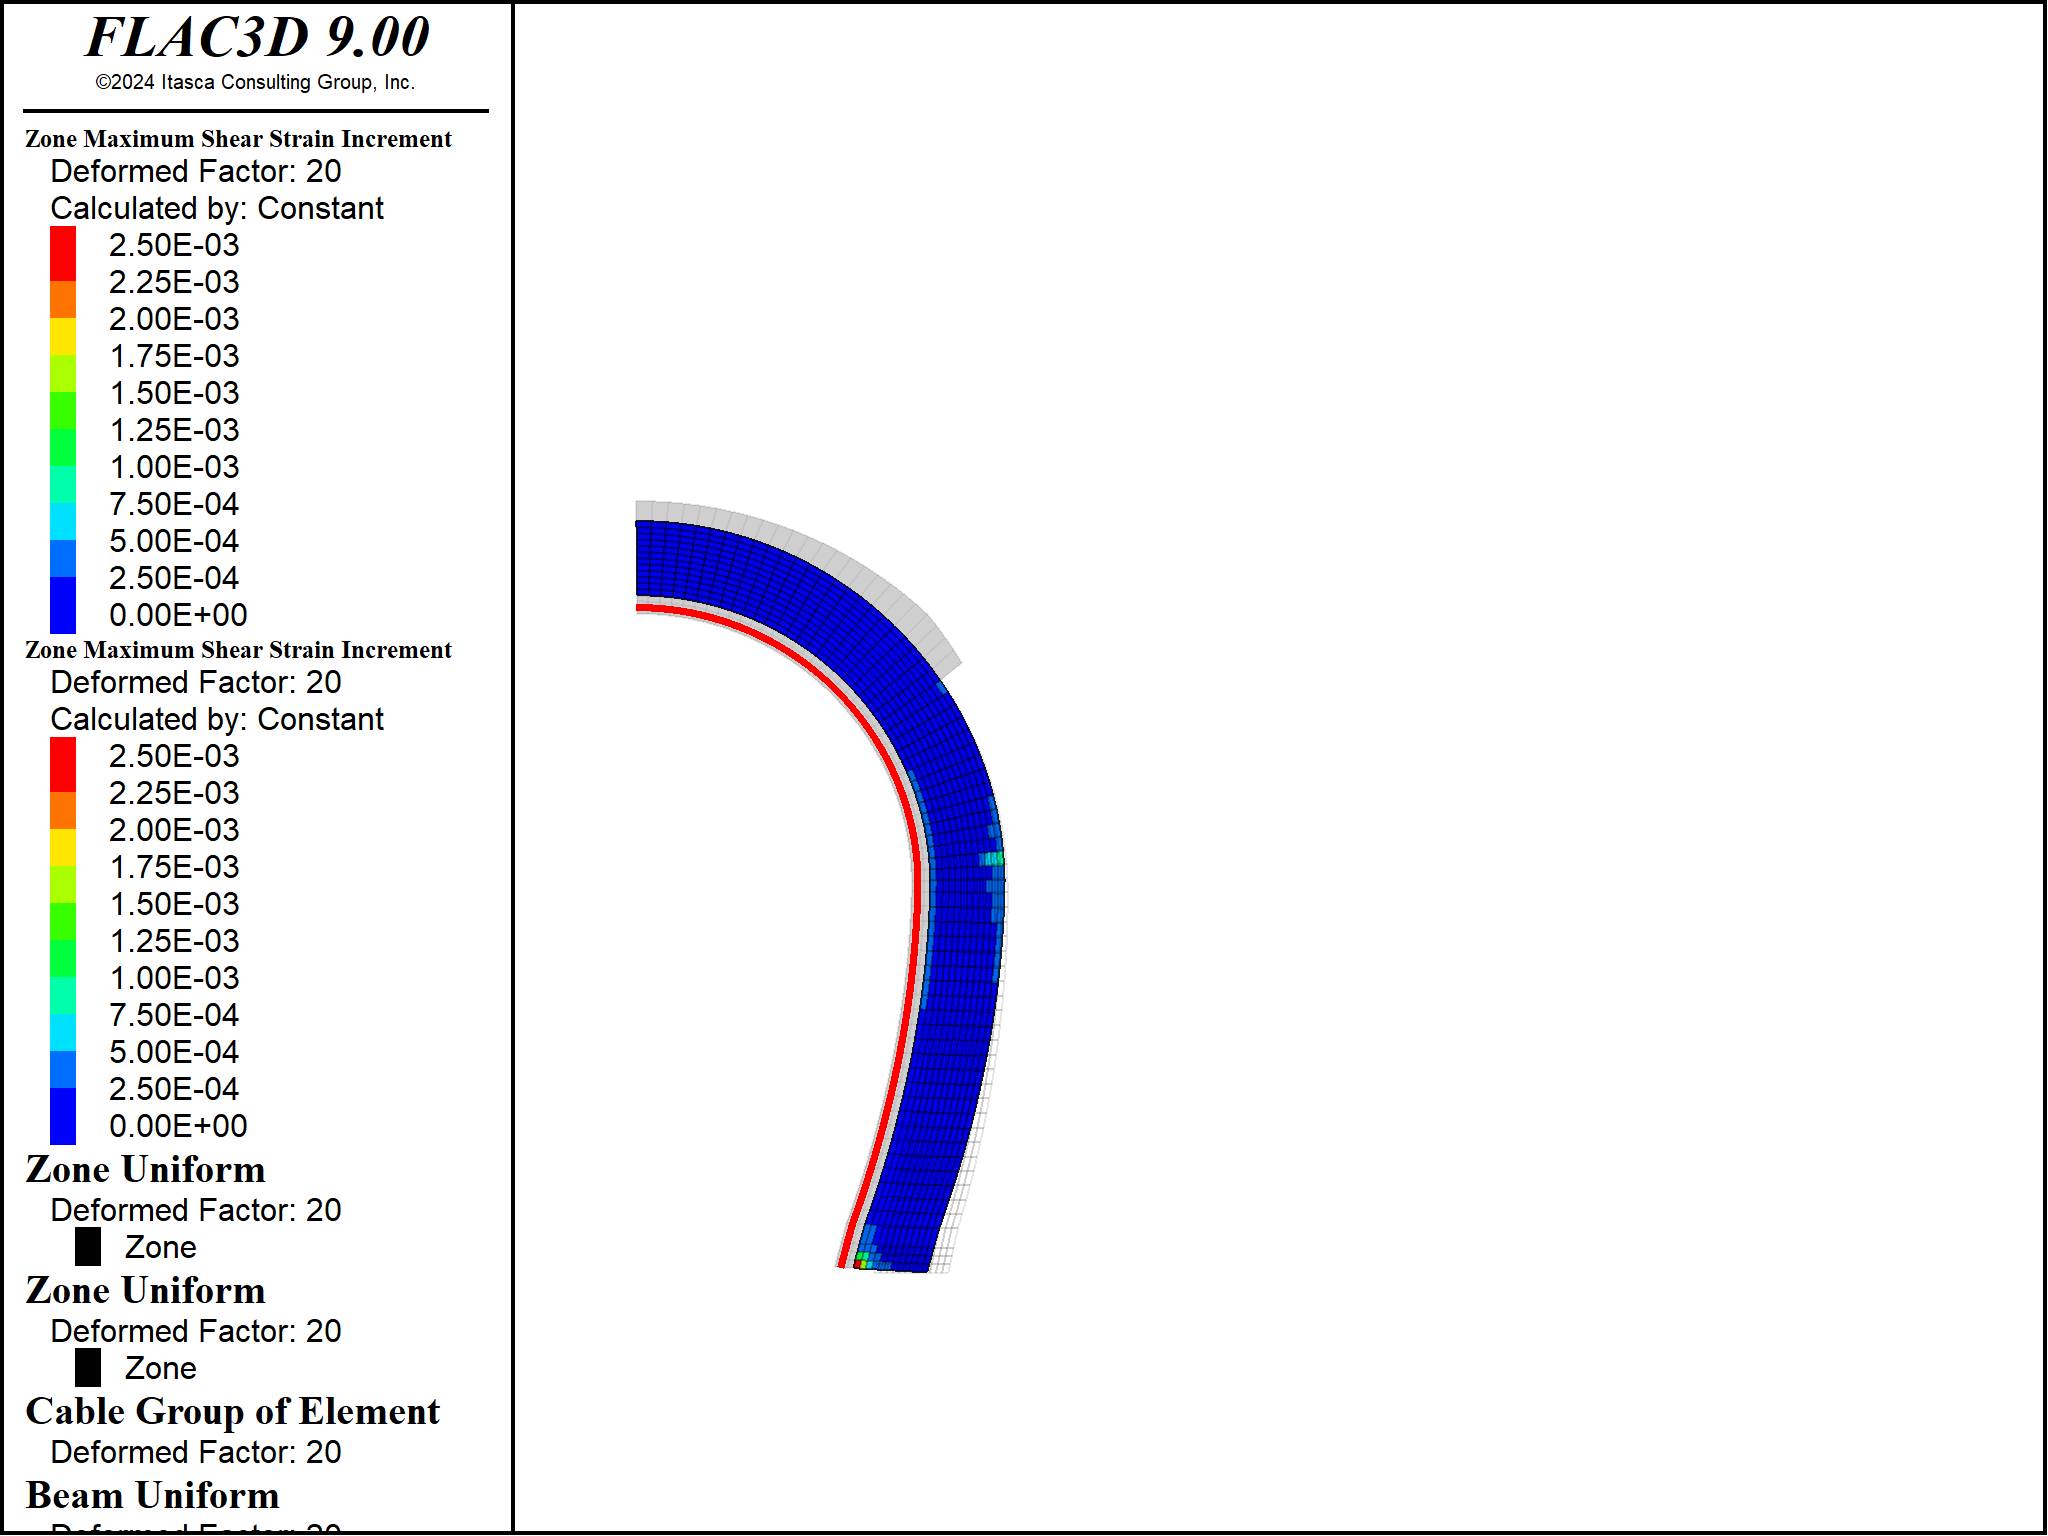 FLAC3D 9.00
©2024 Itasca Consulting Group, Inc.
Zone Maximum Shear Strain Increment
Deformed Factor: 20
Calculated by: Constant
2.50E-03
2.25E-03
2.00E-03
1.75E-03
1.50E-03
1.25E-03
1.00E-03
7.50E-04
5.00E-04
2.50E-04
0.00E+00
Zone Maximum Shear Strain Increment
Deformed Factor: 20
Calculated by: Constant
2.50E-03
2.25E-03
2.00E-03
1.75E-03
1.50E-03
1.25E-03
1.00E-03
7.50E-04
5.00E-04
2.50E-04
0.00E+00
Zone Uniform
Deformed Factor: 20
Zone
Zone Uniform
Deformed Factor: 20
Zone
Cable Group of Element
Deformed Factor: 20
Beam Uniform
Deformed Factor: 20